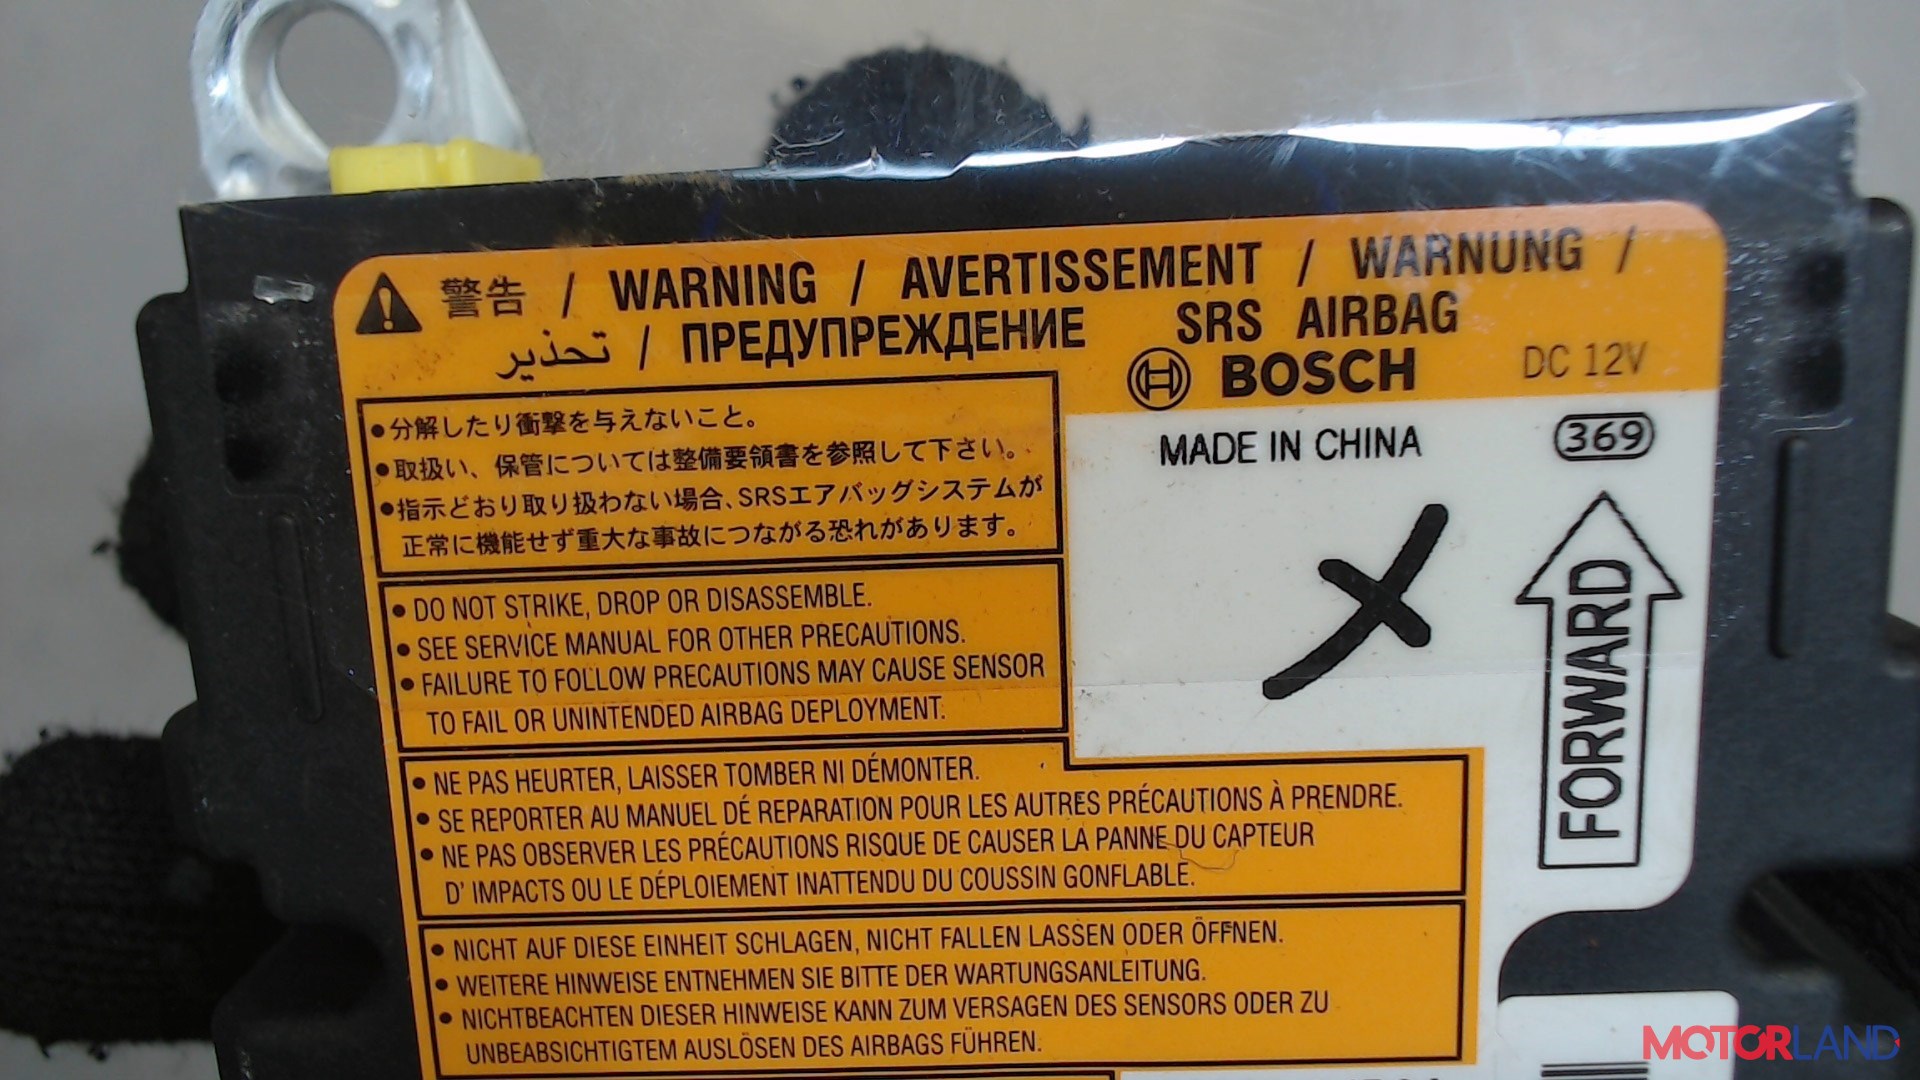 警告 / WARNING / AVERTISSEMENT / WARNUNG /
تحذير / ПРЕДУПРЕЖДЕНИЕ SRS AIRBAG
BOSCH DC 12V
MADE IN CHINA 369
FORWARD
•分解したり衝撃を与えないこと。
•取扱い、保管については整備要領書を参照して下さい。
•指示どおり取り扱わない場合、SRSエアバッグシステムが
正常に機能せず重大な事故につながる恐れがあります。
• DO NOT STRIKE, DROP OR DISASSEMBLE.
• SEE SERVICE MANUAL FOR OTHER PRECAUTIONS.
• FAILURE TO FOLLOW PRECAUTIONS MAY CAUSE SENSOR
TO FAIL OR UNINTENDED AIRBAG DEPLOYMENT.
• NE PAS HEURTER, LAISSER TOMBER NI DÉMONTER.
• SE REPORTER AU MANUEL DÉ REPARATION POUR LES AUTRES PRÉCAUTIONS À PRENDRE.
• NE PAS OBSERVER LES PRÉCAUTIONS RISQUE DE CAUSER LA PANNE DU CAPTEUR
D' IMPACTS OU LE DÉPLOIEMENT INATTENDU DU COUSSIN GONFLABLE.
• NICHT AUF DIESE EINHEIT SCHLAGEN, NICHT FALLEN LASSEN ODER ÖFFNEN.
• WEITERE HINWEISE ENTNEHMEN SIE BITTE DER WARTUNGSANLEITUNG.
• NICHTBEACHTEN DIESER HINWEISE KANN ZUM VERSAGEN DES SENSORS ODER ZU
UNBEABSICHTIGTEM AUSLÖSEN DES AIRBAGS FÜHREN.
MOTORLAND